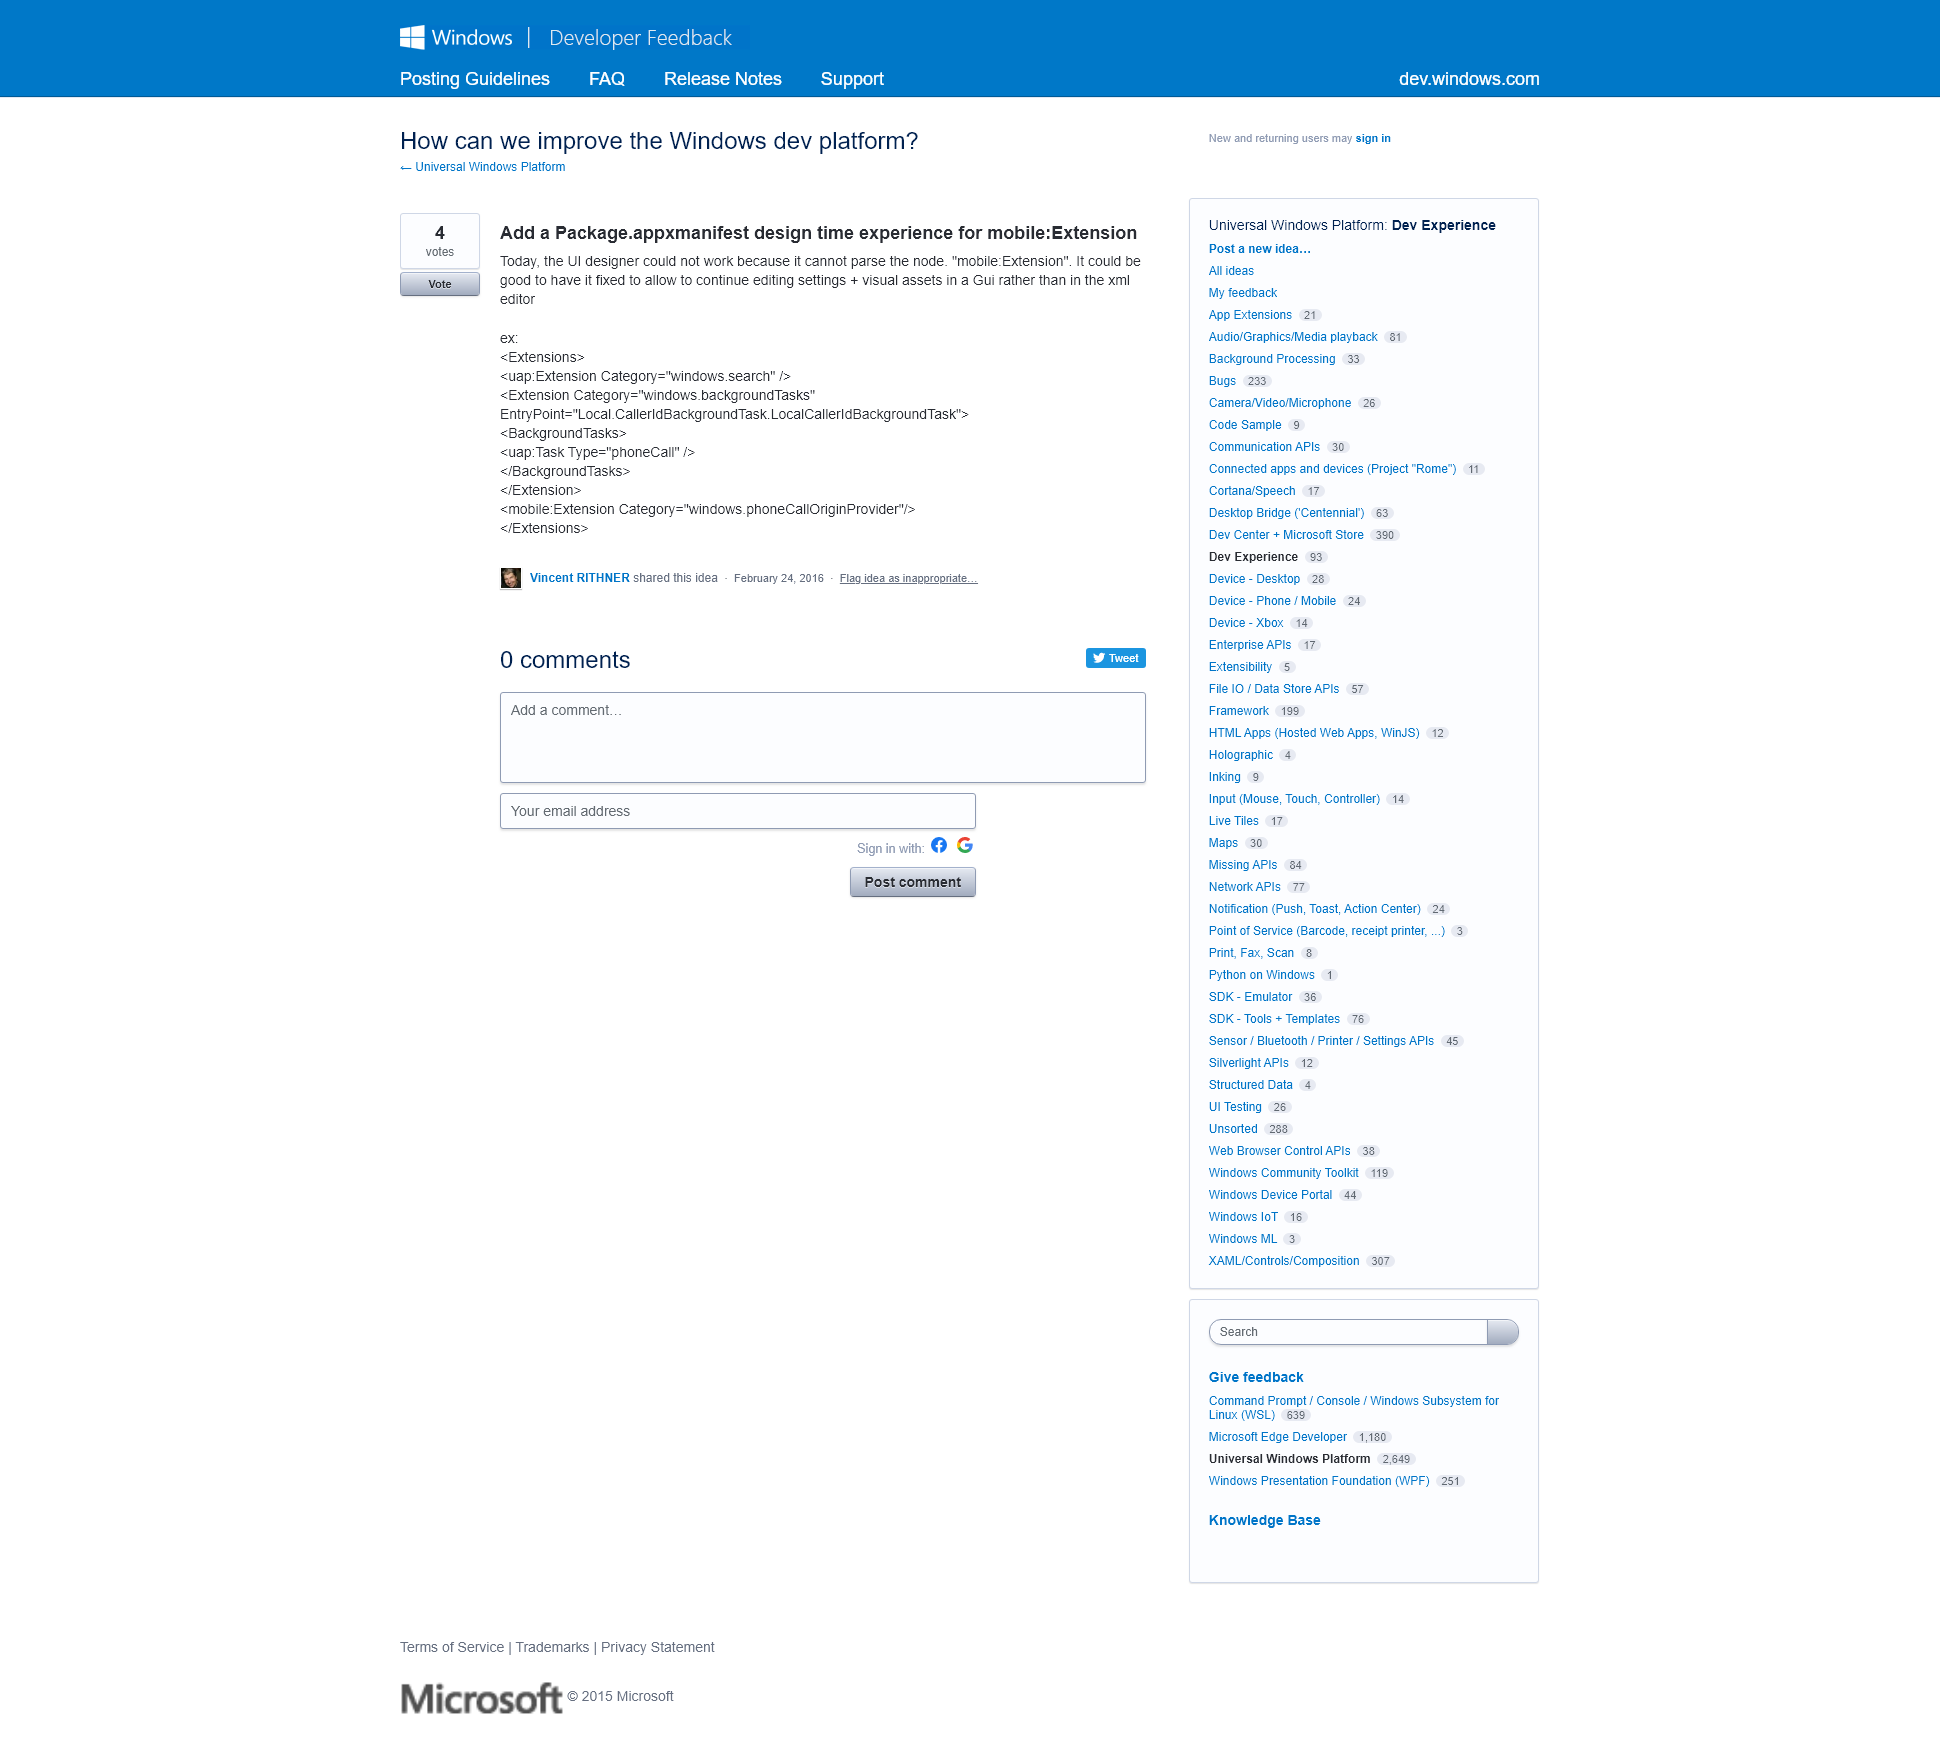 Windows | Developer Feedback
Posting Guidelines FAQ Release Notes Support dev.windows.com
How can we improve the Windows dev platform?
← Universal Windows Platform
New and returning users may sign in
4
votes
Vote
Add a Package.appxmanifest design time experience for mobile:Extension
Today, the UI designer could not work because it cannot parse the node. "mobile:Extension". It could be
good to have it fixed to allow to continue editing settings + visual assets in a Gui rather than in the xml
editor
ex:
<Extensions>
<uap:Extension Category="windows.search" />
<Extension Category="windows.backgroundTasks"
EntryPoint="Local.CallerIdBackgroundTask.LocalCallerIdBackgroundTask">
<BackgroundTasks>
<uap:Task Type="phoneCall" />
</BackgroundTasks>
</Extension>
<mobile:Extension Category="windows.phoneCallOriginProvider"/>
</Extensions>
Vincent RITHNER shared this idea · February 24, 2016 · Flag idea as inappropriate…
0 comments
Tweet
Add a comment…
Your email address
Sign in with:
Post comment
Universal Windows Platform: Dev Experience
Post a new idea…
All ideas
My feedback
App Extensions 21
Audio/Graphics/Media playback 81
Background Processing 33
Bugs 233
Camera/Video/Microphone 26
Code Sample 9
Communication APIs 30
Connected apps and devices (Project "Rome") 11
Cortana/Speech 17
Desktop Bridge ('Centennial') 63
Dev Center + Microsoft Store 390
Dev Experience 93
Device - Desktop 28
Device - Phone / Mobile 24
Device - Xbox 14
Enterprise APIs 17
Extensibility 5
File IO / Data Store APIs 57
Framework 199
HTML Apps (Hosted Web Apps, WinJS) 12
Holographic 4
Inking 9
Input (Mouse, Touch, Controller) 14
Live Tiles 17
Maps 30
Missing APIs 84
Network APIs 77
Notification (Push, Toast, Action Center) 24
Point of Service (Barcode, receipt printer, ...) 3
Print, Fax, Scan 8
Python on Windows 1
SDK - Emulator 36
SDK - Tools + Templates 76
Sensor / Bluetooth / Printer / Settings APIs 45
Silverlight APIs 12
Structured Data 4
UI Testing 26
Unsorted 288
Web Browser Control APIs 38
Windows Community Toolkit 119
Windows Device Portal 44
Windows IoT 16
Windows ML 3
XAML/Controls/Composition 307
Search
Give feedback
Command Prompt / Console / Windows Subsystem for
Linux (WSL) 639
Microsoft Edge Developer 1,180
Universal Windows Platform 2,649
Windows Presentation Foundation (WPF) 251
Knowledge Base
Terms of Service | Trademarks | Privacy Statement
Microsoft © 2015 Microsoft